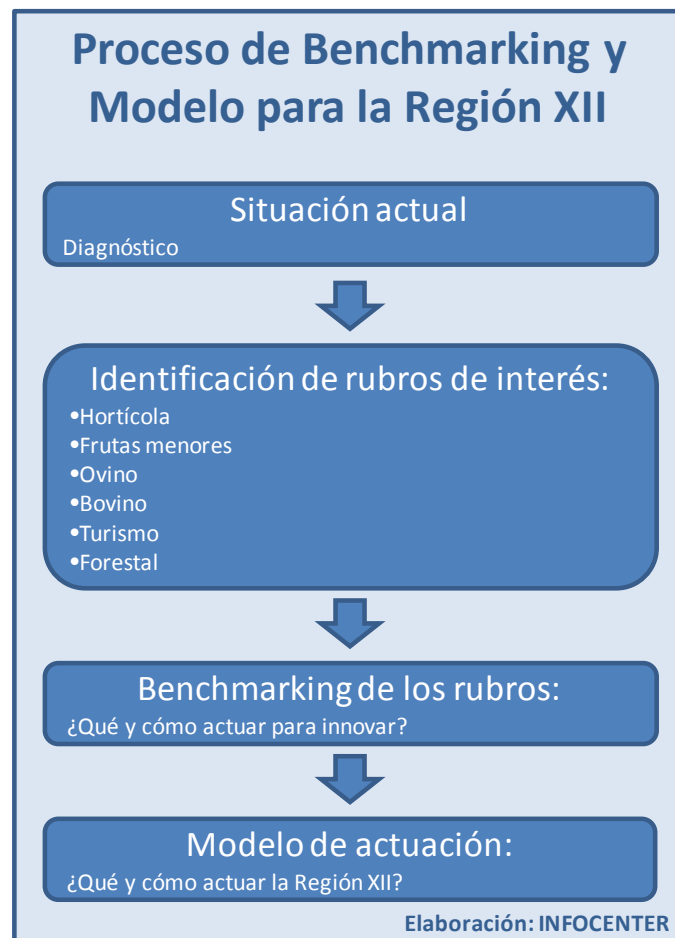 Proceso de Benchmarking y
Modelo para la Región XII
Situación actual
Diagnóstico
Identificación de rubros de interés:
•Hortícola
•Frutas menores
•Ovino
•Bovino
•Turismo
•Forestal
Benchmarking de los rubros:
¿Qué y cómo actuar para innovar?
Modelo de actuación:
¿Qué y cómo actuar la Región XII?
Elaboración: INFOCENTER